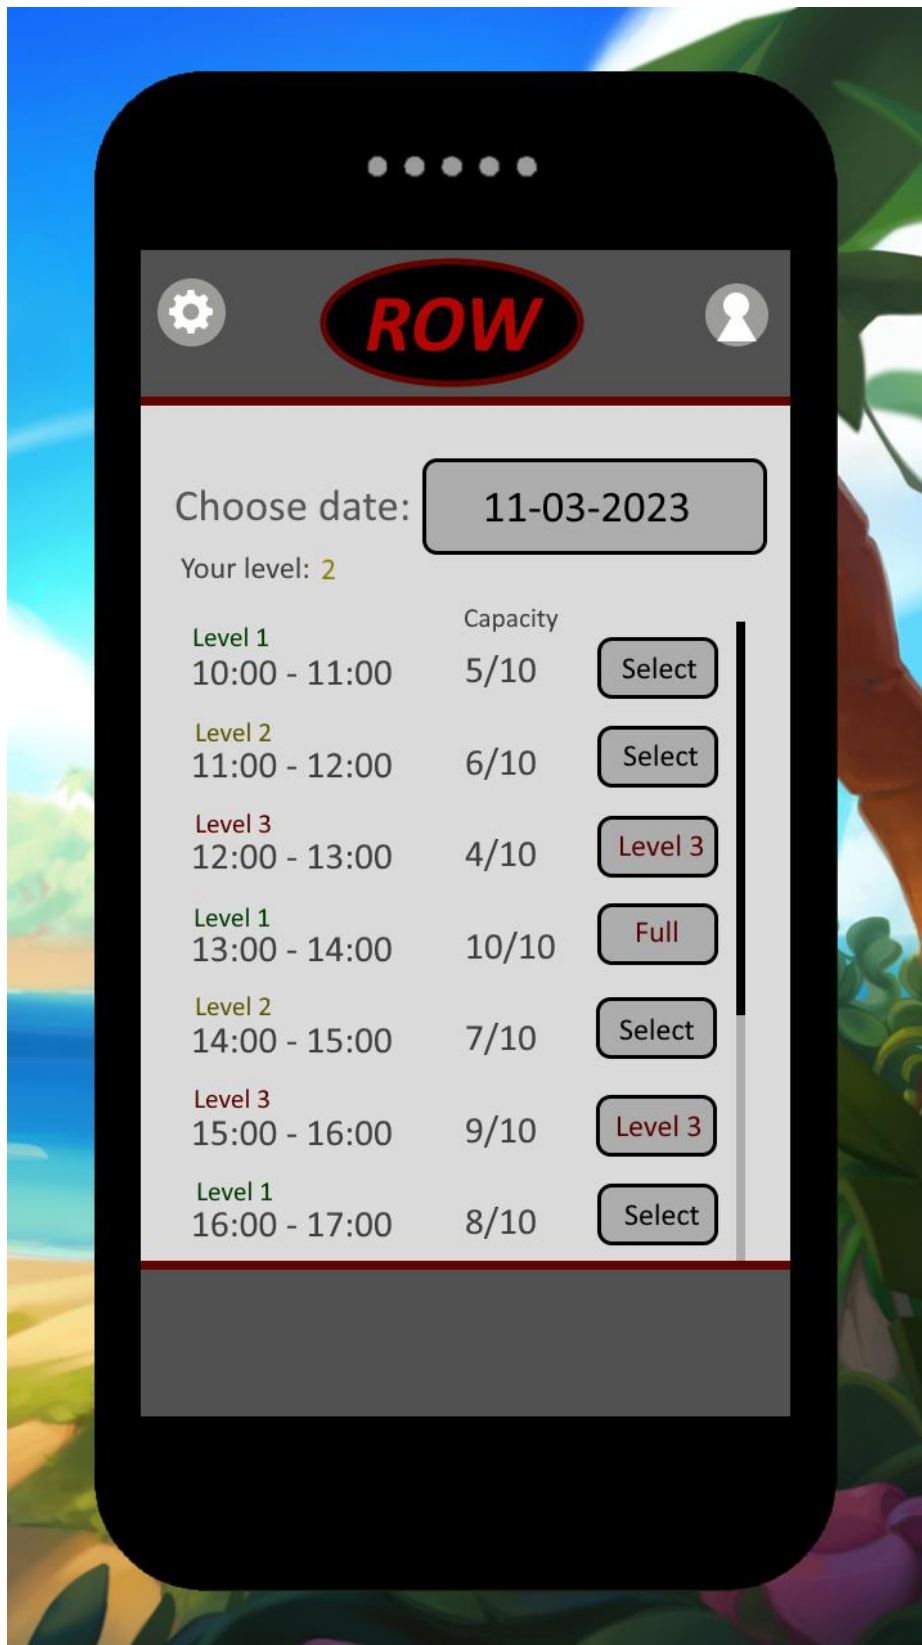 ROW
Choose date: 11-03-2023
Your level: 2
Capacity
Level 1
10:00 - 11:00 5/10 Select
Level 2
11:00 - 12:00 6/10 Select
Level 3
12:00 - 13:00 4/10 Level 3
Level 1
13:00 - 14:00 10/10 Full
Level 2
14:00 - 15:00 7/10 Select
Level 3
15:00 - 16:00 9/10 Level 3
Level 1
16:00 - 17:00 8/10 Select